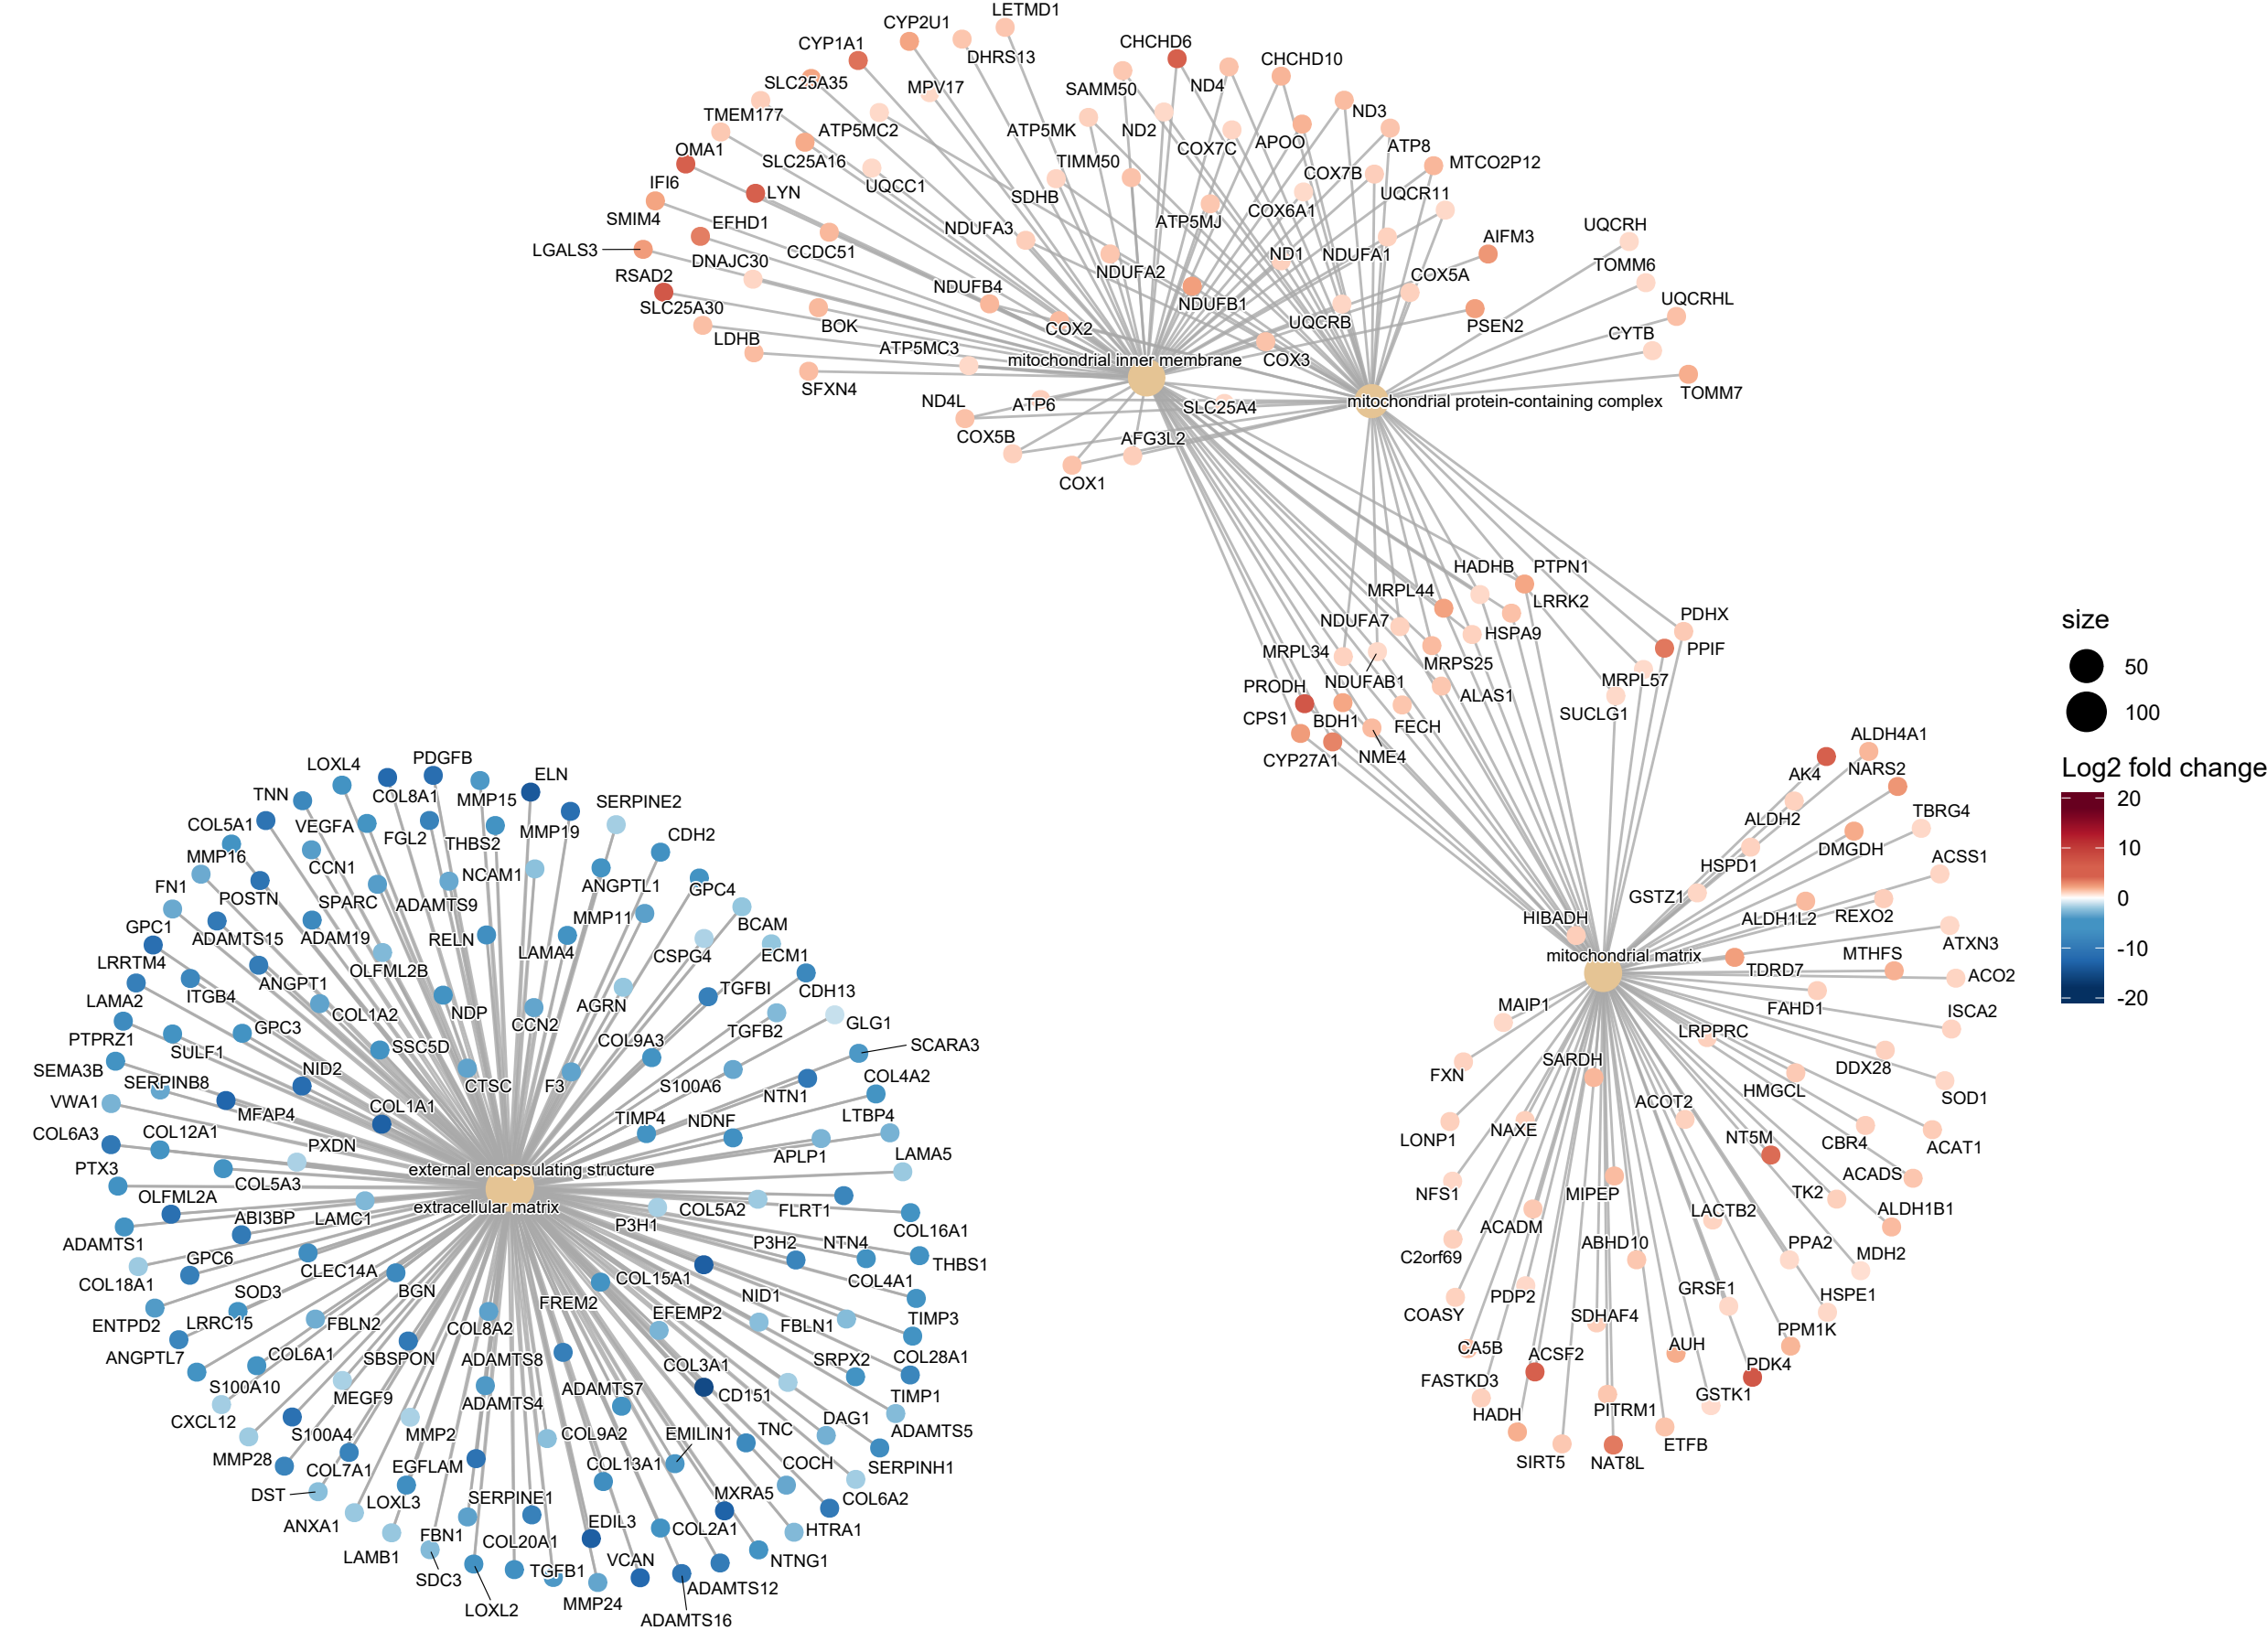 LETMD1
CYP2U1
CYP1A1
DHRS13
CHCHD6
CHCHD10
SLC25A35
MPV17
SAMM50
ND4
TMEM177
ATP5MC2
ATP5MK
ND2
ND3
COX7C
APOO
ATP8
OMA1
SLC25A16
TIMM50
MTCO2P12
IFI6
LYN
UQCC1
SDHB
COX7B
UQCR11
SMIM4
EFHD1
ATP5MJ
COX6A1
UQCRH
LGALS3
CCDC51
NDUFA3
AIFM3
DNAJC30
NDUFA2
ND1
NDUFA1
TOMM6
RSAD2
NDUFB4
COX5A
UQCRHL
SLC25A30
BOK
COX2
NDUFB1
UQCRB
PSEN2
CYTB
LDHB
ATP5MC3
mitochondrial inner membrane
COX3
SFXN4
TOMM7
ND4L
ATP6
SLC25A4
mitochondrial protein-containing complex
COX5B
AFG3L2
COX1
HADHB
PTPN1
MRPL44
LRRK2
NDUFA7
HSPA9
PDHX
MRPL34
MRPS25
PPIF
NDUFAB1
MRPL57
PRODH
ALAS1
CPS1
BDH1
FECH
SUCLG1
CYP27A1
NME4
size
50
100
Log2 fold change
20
10
0
-10
-20
ALDH4A1
AK4
NARS2
ALDH2
TBRG4
DMGDH
HSPD1
ACSS1
GSTZ1
HIBADH
ALDH1L2
REXO2
ATXN3
mitochondrial matrix
TDRD7
MTHFS
ACO2
MAIP1
FAHD1
ISCA2
LRPPRC
FXN
SARDH
DDX28
HMGCL
SOD1
LONP1
NAXE
ACOT2
NT5M
CBR4
ACAT1
ACADS
NFS1
MIPEP
TK2
ACADM
LACTB2
ALDH1B1
C2orf69
ABHD10
PPA2
MDH2
PDP2
GRSF1
HSPE1
COASY
SDHAF4
PPM1K
CA5B
ACSF2
AUH
PDK4
FASTKD3
GSTK1
HADH
PITRM1
SIRT5
NAT8L
ETFB
LOXL4
PDGFB
ELN
TNN
COL8A1
MMP15
SERPINE2
COL5A1
VEGFA
FGL2
THBS2
MMP19
CDH2
MMP16
CCN1
NCAM1
ANGPTL1
GPC4
FN1
POSTN
SPARC
ADAMTS9
MMP11
BCAM
GPC1
ADAMTS15
ADAM19
RELN
LAMA4
CSPG4
ECM1
LRRTM4
ITGB4
ANGPT1
OLFML2B
TGFBI
CDH13
LAMA2
COL1A2
NDP
CCN2
AGRN
TGFB2
GLG1
PTPRZ1
SULF1
GPC3
SSC5D
COL9A3
SCARA3
SEMA3B
SERPINB8
NID2
CTSC
F3
S100A6
NTN1
COL4A2
VWA1
MFAP4
COL1A1
TIMP4
NDNF
LTBP4
COL6A3
COL12A1
PXDN
APLP1
LAMA5
PTX3
COL5A3
external encapsulating structure
OLFML2A
extracellular matrix
ABI3BP
LAMC1
P3H1
COL5A2
FLRT1
COL16A1
ADAMTS1
GPC6
CLEC14A
P3H2
NTN4
THBS1
COL18A1
BGN
COL15A1
COL4A1
SOD3
FREM2
NID1
TIMP3
ENTPD2
LRRC15
FBLN2
COL8A2
EFEMP2
FBLN1
ANGPTL7
COL6A1
SBSPON
ADAMTS8
COL3A1
SRPX2
COL28A1
S100A10
MEGF9
ADAMTS7
CD151
TIMP1
CXCL12
ADAMTS4
DAG1
ADAMTS5
S100A4
MMP2
COL9A2
EMILIN1
TNC
MMP28
COL7A1
EGFLAM
COL13A1
COCH
SERPINH1
DST
LOXL3
SERPINE1
MXRA5
COL6A2
ANXA1
FBN1
COL20A1
EDIL3
COL2A1
HTRA1
LAMB1
SDC3
TGFB1
VCAN
NTNG1
LOXL2
MMP24
ADAMTS12
ADAMTS16